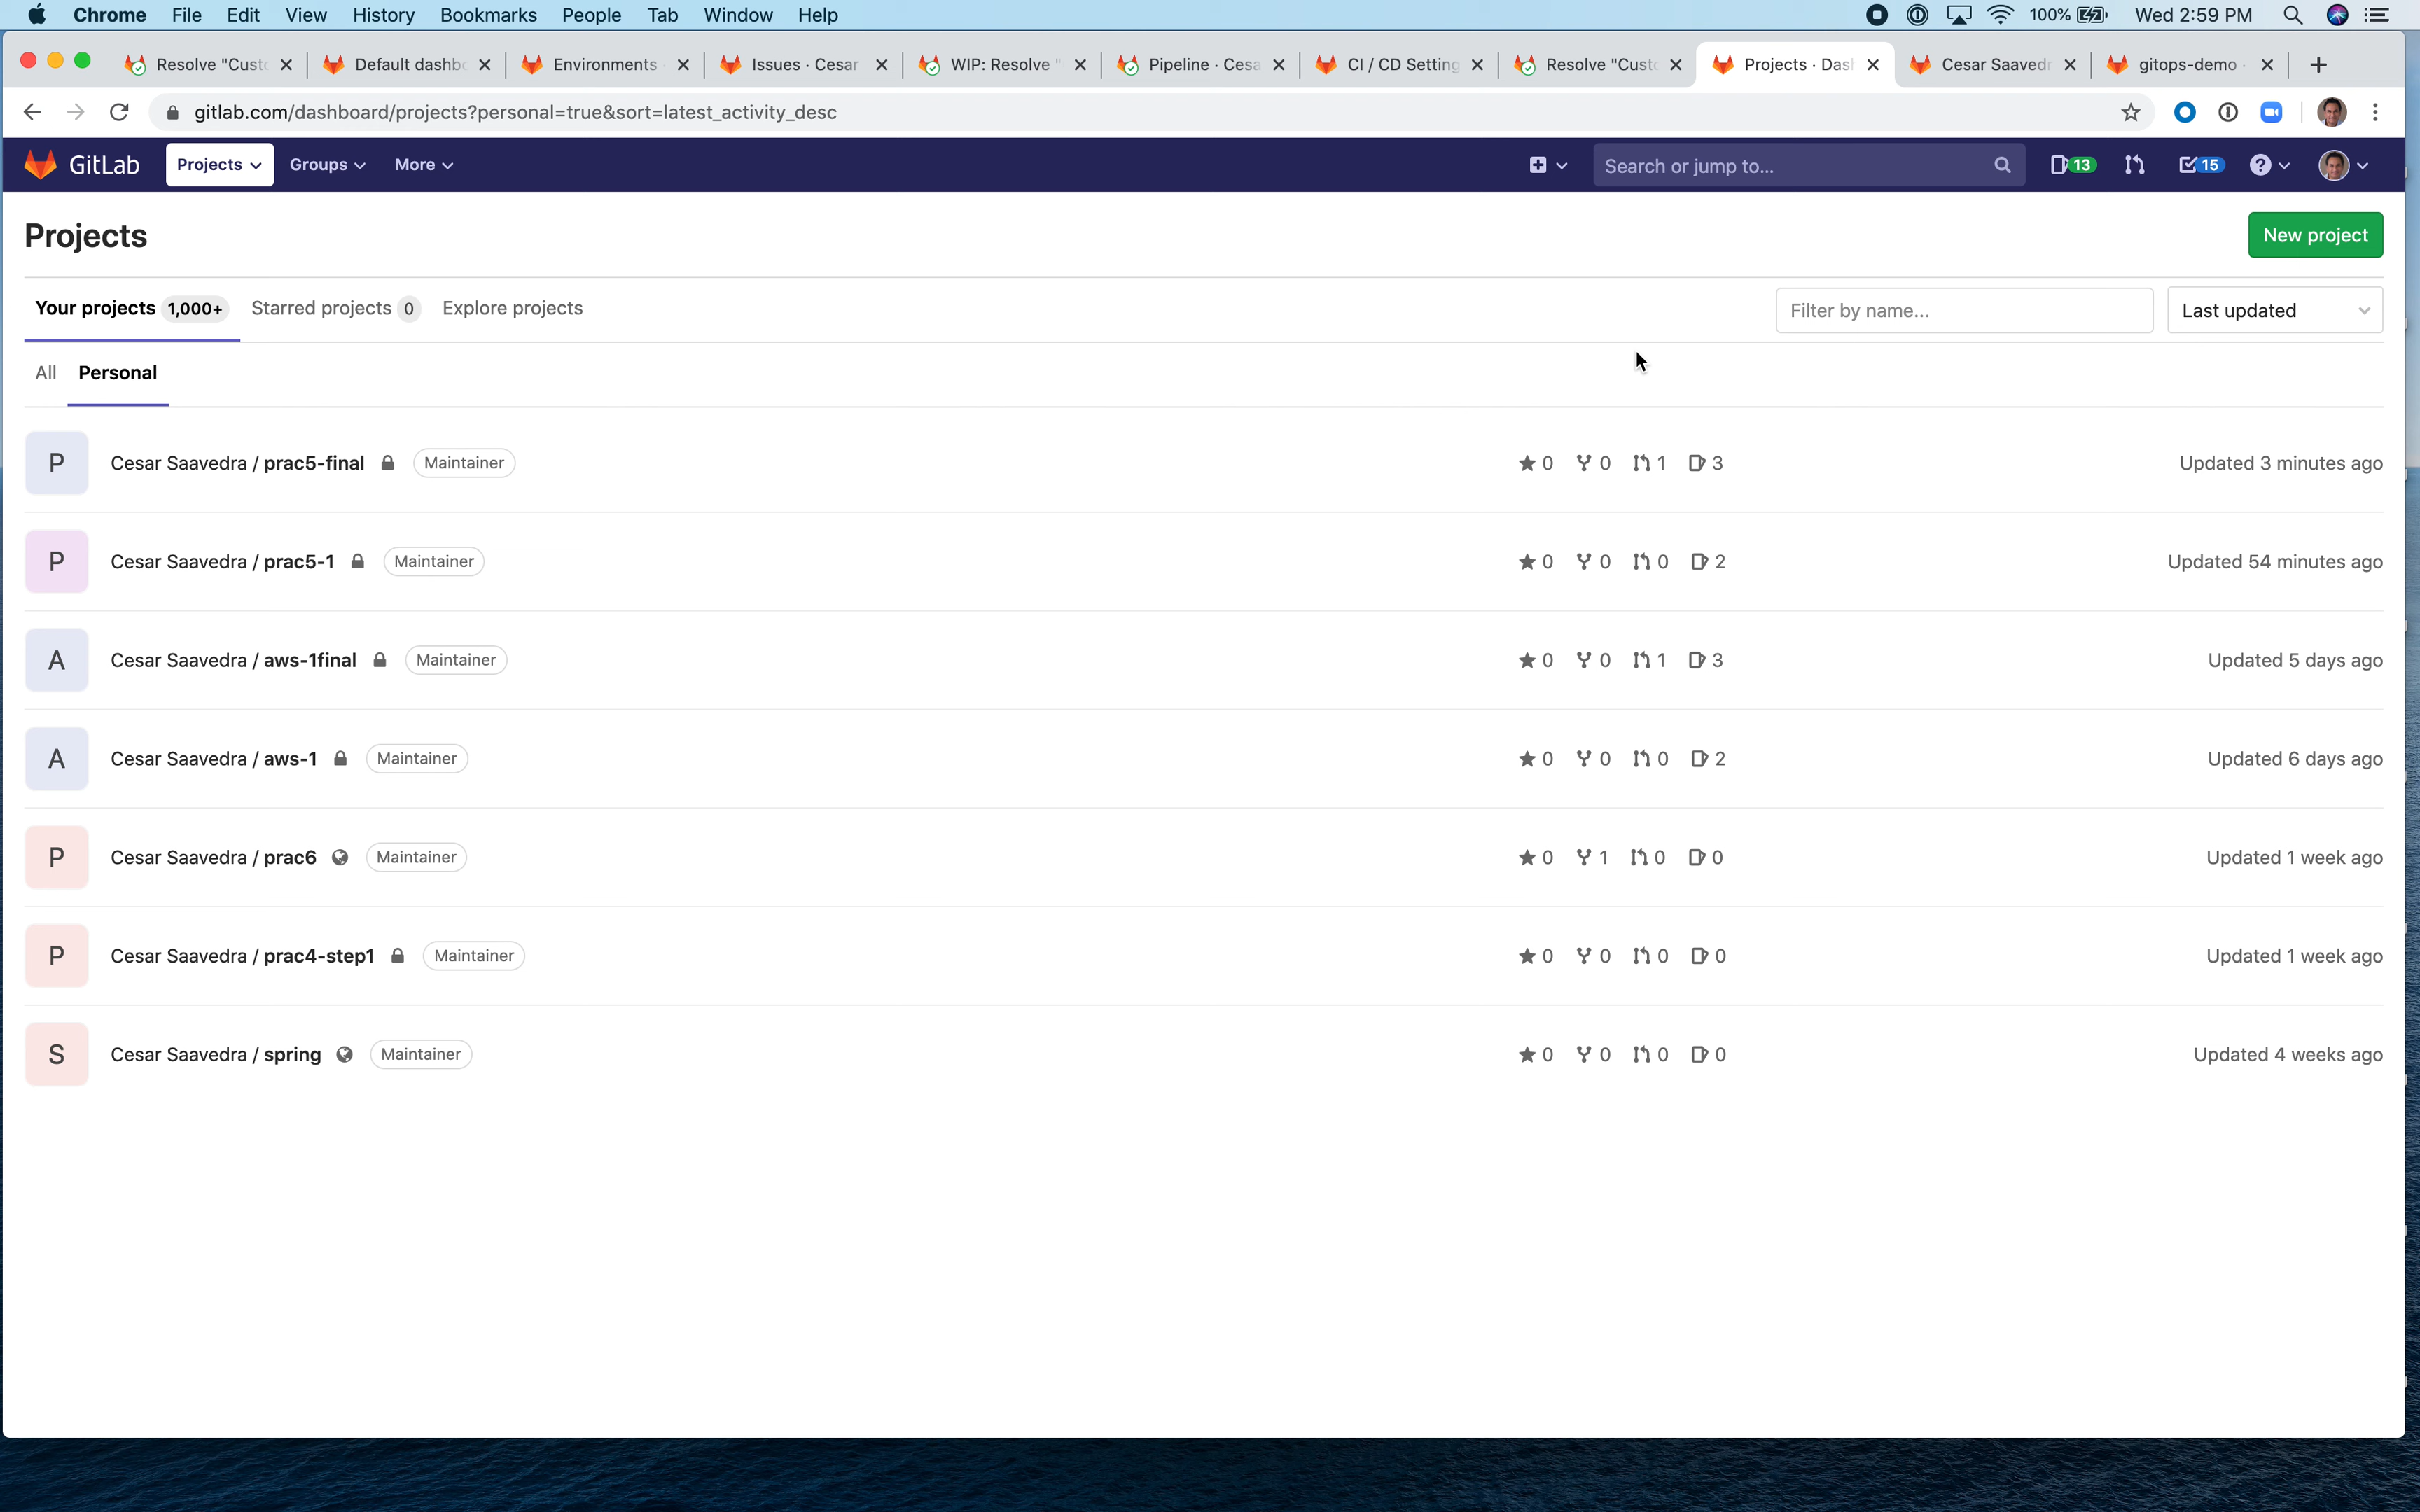 Chrome File Edit View History Bookmarks People Tab Window Help 100% Wed 2:59 PM
Resolve "Custo Default dashbo Environments · Issues · Cesar WIP: Resolve " Pipeline · Cesa CI / CD Setting Resolve "Custo Projects · Dash Cesar Saavedr gitops-demo ·
gitlab.com/dashboard/projects?personal=true&sort=latest_activity_desc
GitLab Projects Groups More Search or jump to... 13 15
Projects New project
Your projects 1,000+ Starred projects 0 Explore projects Filter by name... Last updated
All Personal
P Cesar Saavedra / prac5-final Maintainer 0 0 1 3 Updated 3 minutes ago
P Cesar Saavedra / prac5-1 Maintainer 0 0 0 2 Updated 54 minutes ago
A Cesar Saavedra / aws-1final Maintainer 0 0 1 3 Updated 5 days ago
A Cesar Saavedra / aws-1 Maintainer 0 0 0 2 Updated 6 days ago
P Cesar Saavedra / prac6 Maintainer 0 1 0 0 Updated 1 week ago
P Cesar Saavedra / prac4-step1 Maintainer 0 0 0 0 Updated 1 week ago
S Cesar Saavedra / spring Maintainer 0 0 0 0 Updated 4 weeks ago